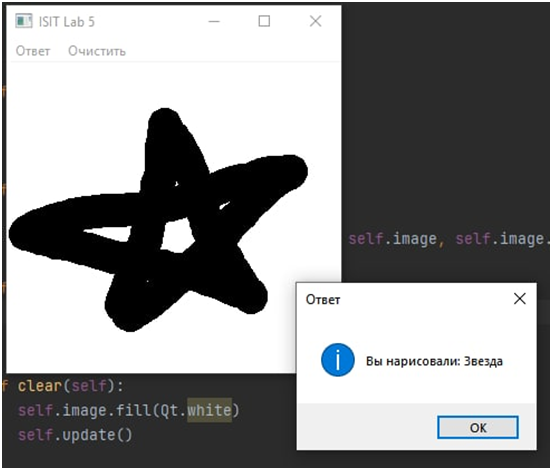 ISIT Lab 5
Ответ Очистить
self.image, self.image.
Ответ
Вы нарисовали: Звезда
OK
f clear(self):
self.image.fill(Qt.white)
self.update()